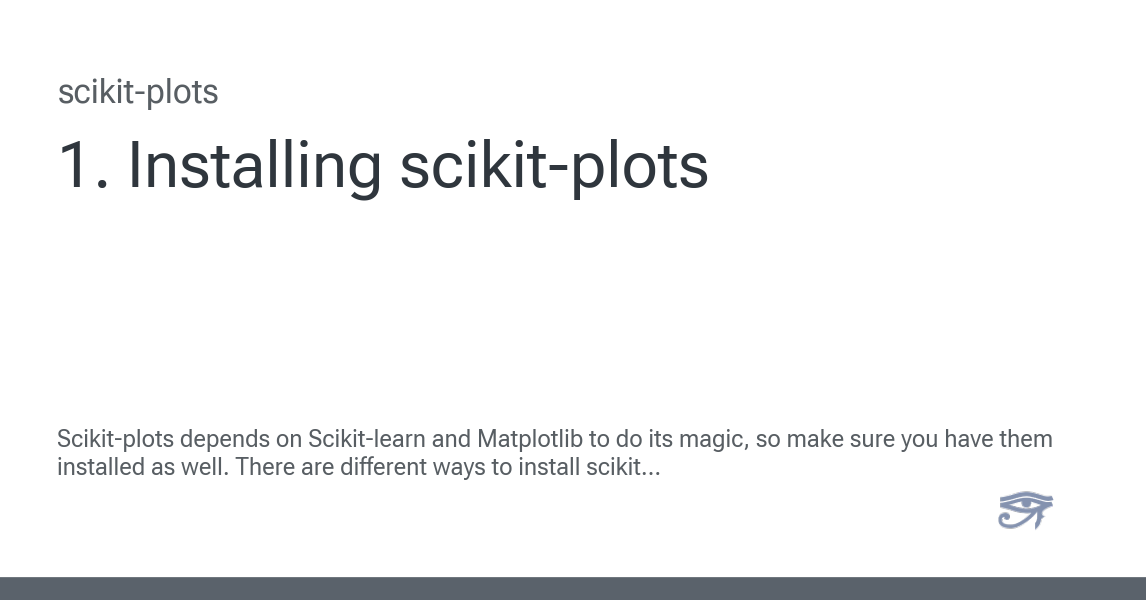 scikit-plots
1. Installing scikit-plots
Scikit-plots depends on Scikit-learn and Matplotlib to do its magic, so make sure you have them
installed as well. There are different ways to install scikit...